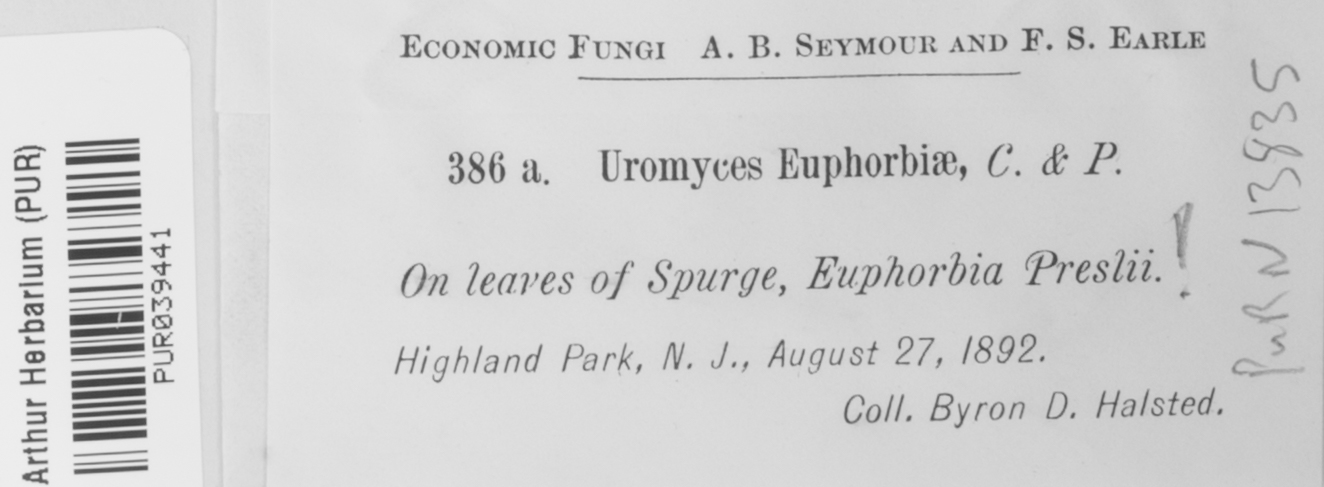 ECONOMIC FUNGI A. B. SEYMOUR AND F. S. EARLE
386 a. Uromyces Euphorbiæ, C. & P.
On leaves of Spurge, Euphorbia Preslii. !
Highland Park, N. J., August 27, 1892.
Coll. Byron D. Halsted.
PUR N 13935
Arthur Herbarium (PUR)
PUR039441